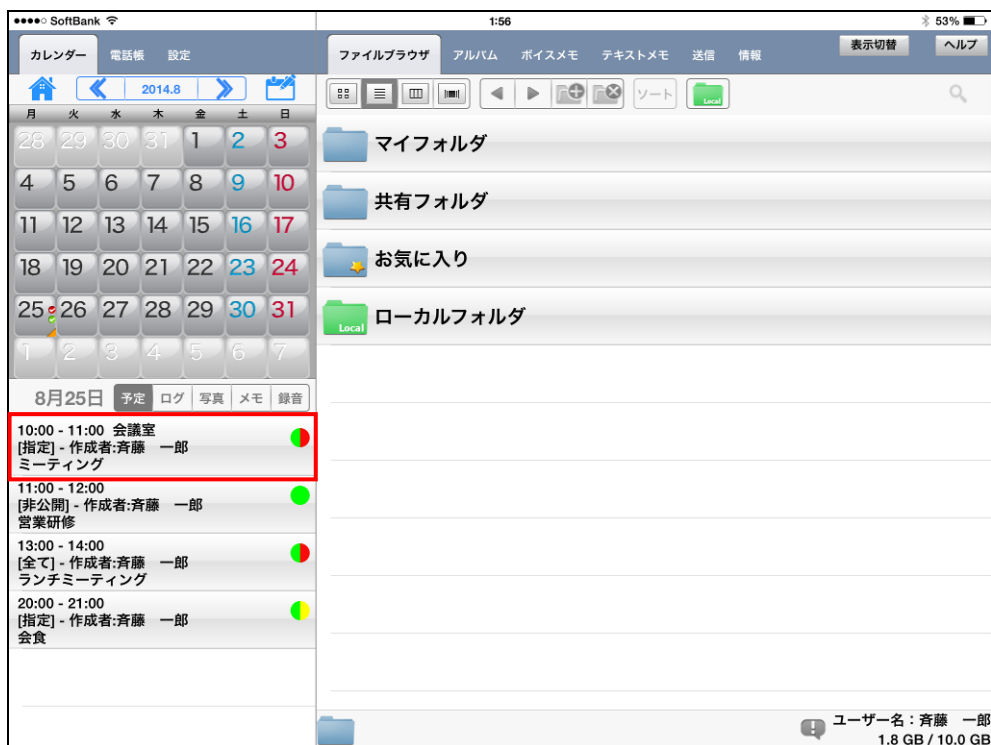 SoftBank 1:56 53%
カレンダー 電話帳 設定
ファイルブラウザ アルバム ボイスメモ テキストメモ 送信 情報 表示切替 ヘルプ
2014.8
ソート Local
月 火 水 木 金 土 日
28 29 30 31 1 2 3
4 5 6 7 8 9 10
11 12 13 14 15 16 17
18 19 20 21 22 23 24
25 26 27 28 29 30 31
1 2 3 4 5 6 7
8月25日 予定 ログ 写真 メモ 録音
10:00 - 11:00 会議室
[指定] - 作成者:斉藤　一郎
ミーティング
11:00 - 12:00
[非公開] - 作成者:斉藤　一郎
営業研修
13:00 - 14:00
[全て] - 作成者:斉藤　一郎
ランチミーティング
20:00 - 21:00
[指定] - 作成者:斉藤　一郎
会食
マイフォルダ
共有フォルダ
お気に入り
Local ローカルフォルダ
ユーザー名：斉藤　一郎
1.8 GB / 10.0 GB